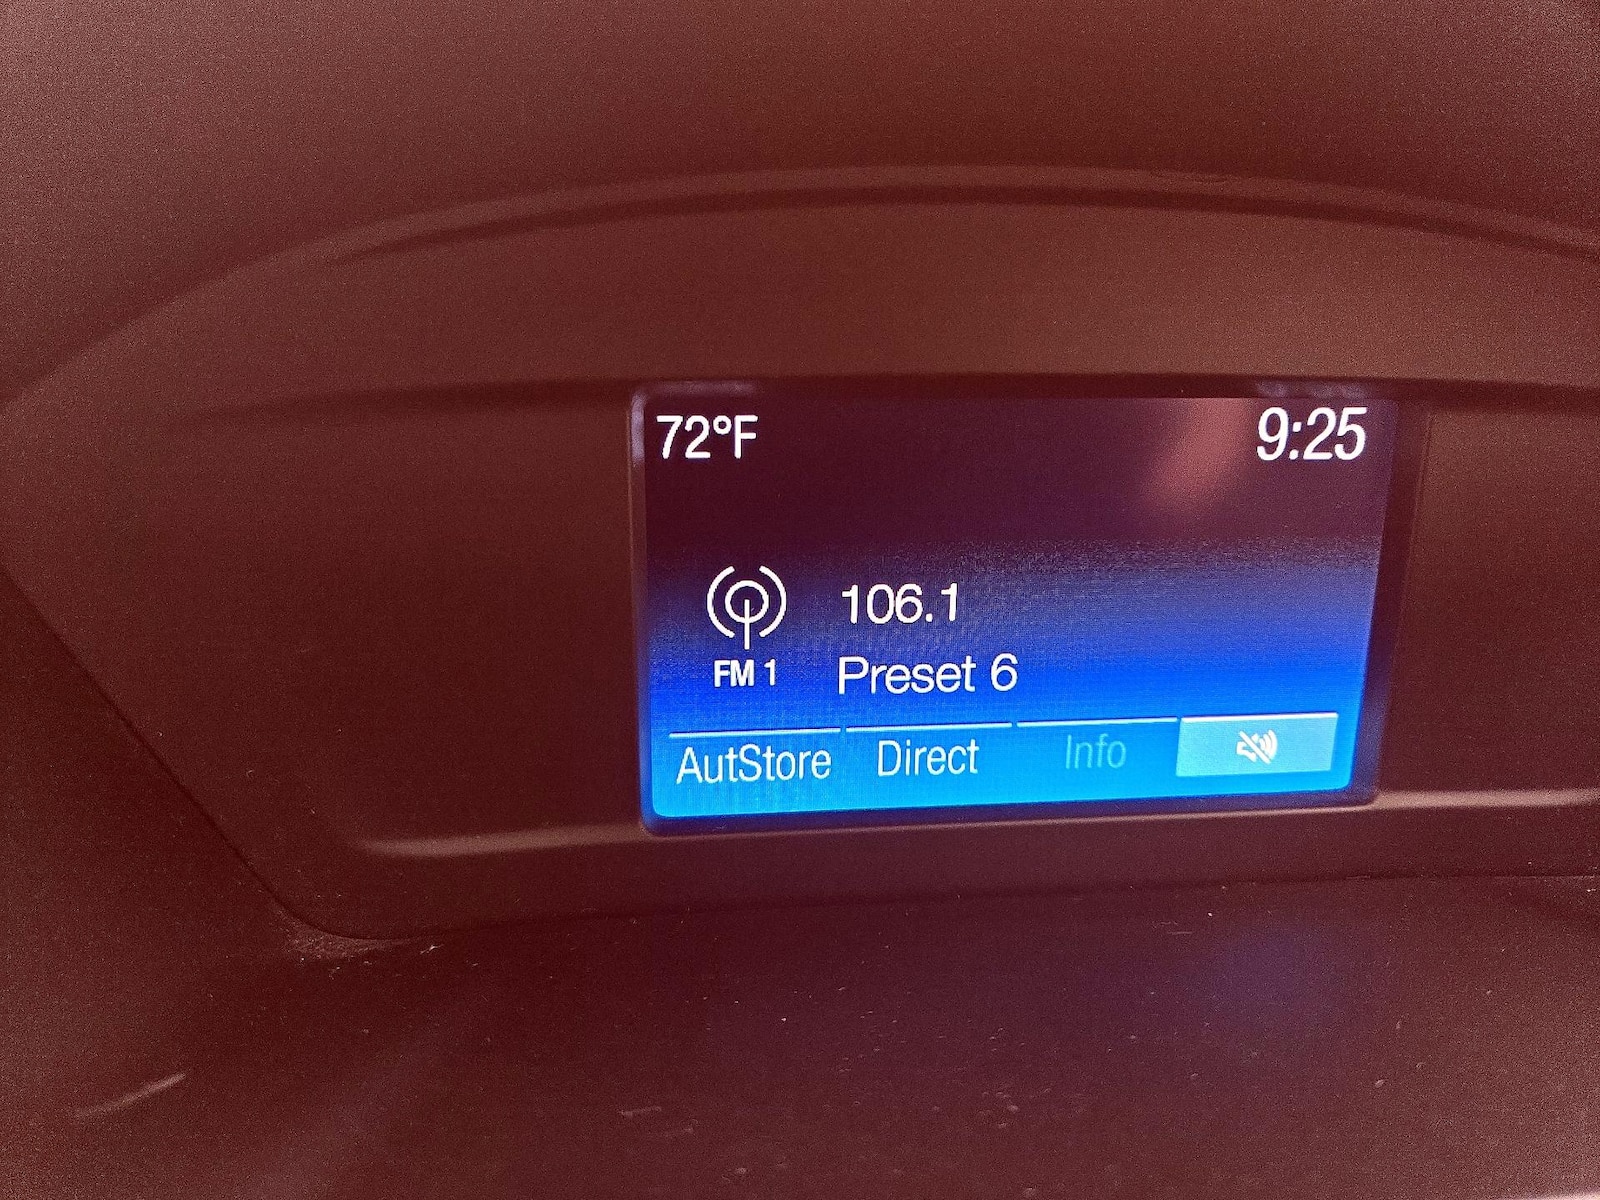 72°F 9:25
106.1
FM 1 Preset 6
AutStore Direct Info